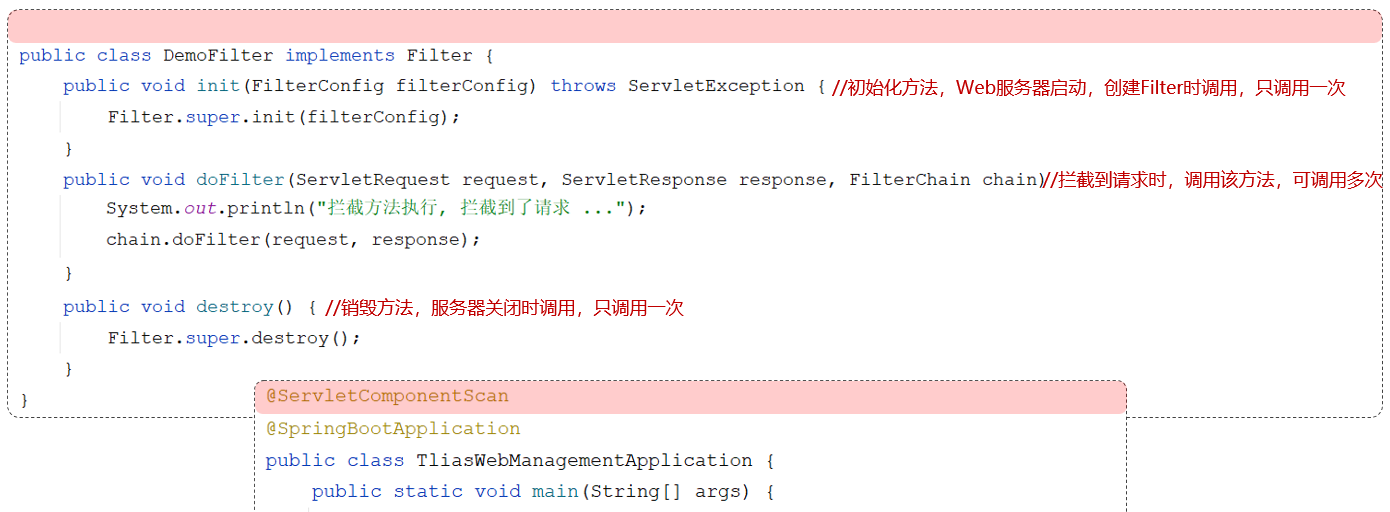 public class DemoFilter implements Filter {
public void init(FilterConfig filterConfig) throws ServletException { //初始化方法，Web服务器启动，创建Filter时调用，只调用一次
Filter.super.init(filterConfig);
}
public void doFilter(ServletRequest request, ServletResponse response, FilterChain chain)//拦截到请求时，调用该方法，可调用多次
System.out.println("拦截方法执行, 拦截到了请求 ...");
chain.doFilter(request, response);
}
public void destroy() { //销毁方法，服务器关闭时调用，只调用一次
Filter.super.destroy();
}
}
@ServletComponentScan
@SpringBootApplication
public class TliasWebManagementApplication {
public static void main(String[] args) {